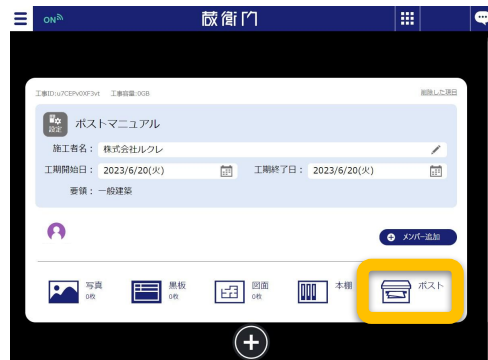 ON
蔵衛門
工事ID:u7CEPv0XF3vt 工事容量:0GB 削除した項目
設定 ポストマニュアル
施工者名： 株式会社ルクレ
工期開始日： 2023/6/20(火) 工期終了日： 2023/6/20(火)
要領： 一般建築
メンバー追加
写真 黒板 図面 本棚 ポスト
0枚 0枚 0枚